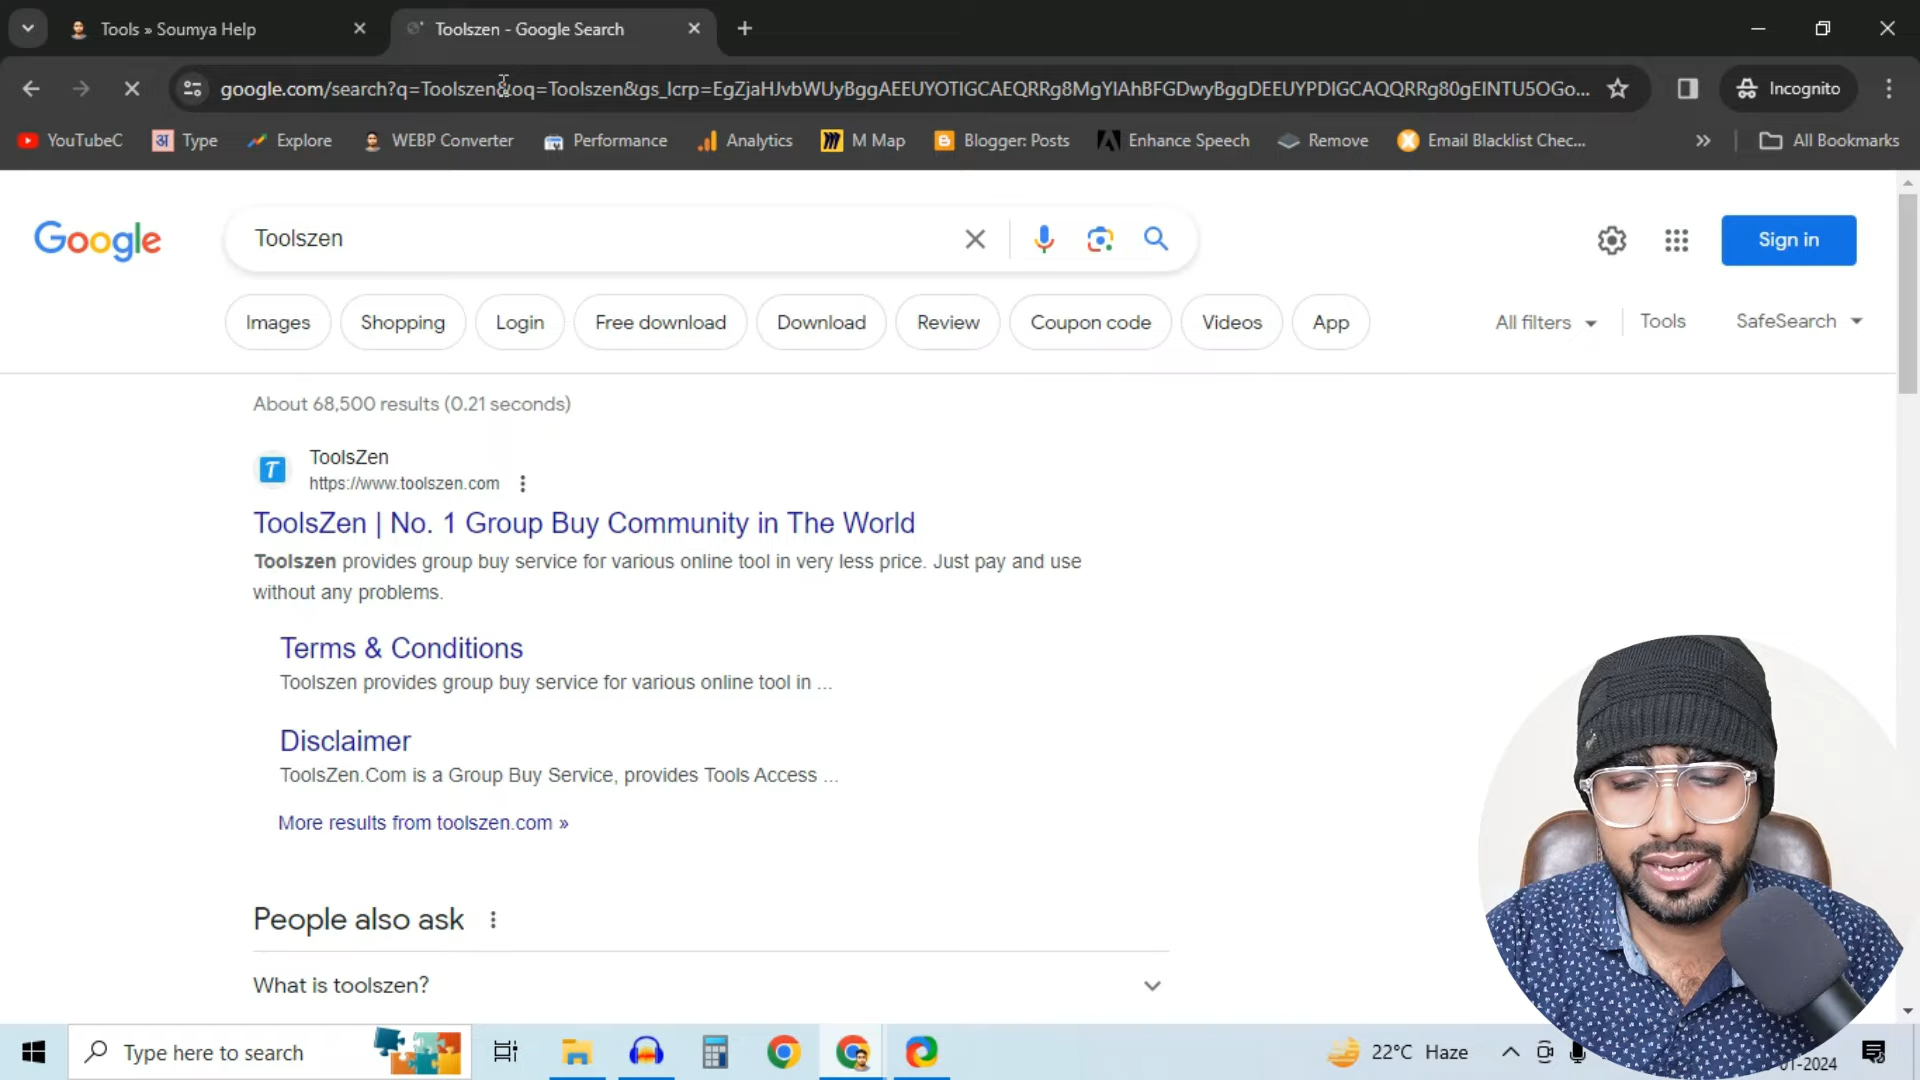 Tools » Soumya Help
Toolszen - Google Search
google.com/search?q=Toolszen&oq=Toolszen&gs_lcrp=EgZjaHJvbWUyBggAEEUYOTIGCAEQRRg8MgYIAhBFGDwyBggDEEUYPDIGCAQQRRg80gEINTU5OGo...
Incognito
YouTubeC
अ Type
Explore
WEBP Converter
Performance
Analytics
M Map
Blogger: Posts
Enhance Speech
Remove
Email Blacklist Chec...
»
All Bookmarks
Google
Toolszen
Sign in
Images
Shopping
Login
Free download
Download
Review
Coupon code
Videos
App
All filters
Tools
SafeSearch
About 68,500 results (0.21 seconds)
T
ToolsZen
https://www.toolszen.com
ToolsZen | No. 1 Group Buy Community in The World
Toolszen provides group buy service for various online tool in very less price. Just pay and use
without any problems.
Terms & Conditions
Toolszen provides group buy service for various online tool in ...
Disclaimer
ToolsZen.Com is a Group Buy Service, provides Tools Access ...
More results from toolszen.com »
People also ask
What is toolszen?
Type here to search
22°C Haze
01-2024